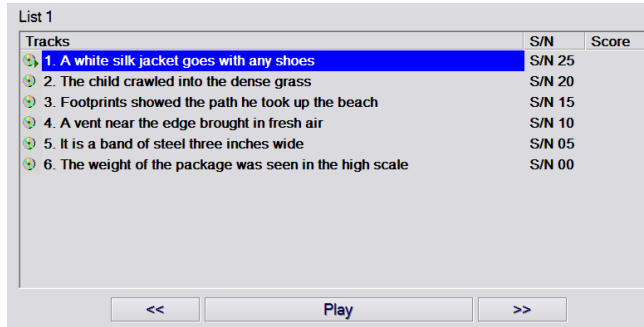 List 1
Tracks S/N Score
1. A white silk jacket goes with any shoes S/N 25
2. The child crawled into the dense grass S/N 20
3. Footprints showed the path he took up the beach S/N 15
4. A vent near the edge brought in fresh air S/N 10
5. It is a band of steel three inches wide S/N 05
6. The weight of the package was seen in the high scale S/N 00
<< Play >>